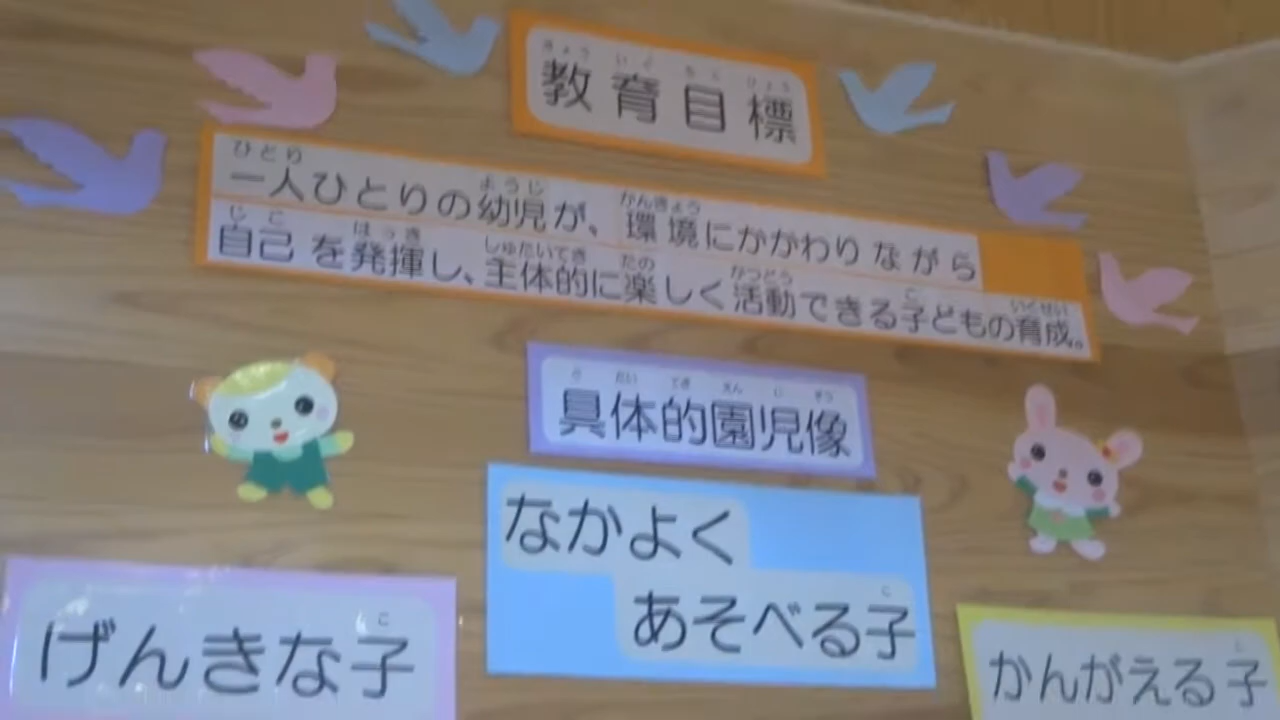 教育目標
一人ひとりの幼児が、環境にかかわりながら
自己を発揮し、主体的に楽しく活動できる子どもの育成。
具体的園児像
なかよく
あそべる子
げんきな子
かんがえる子